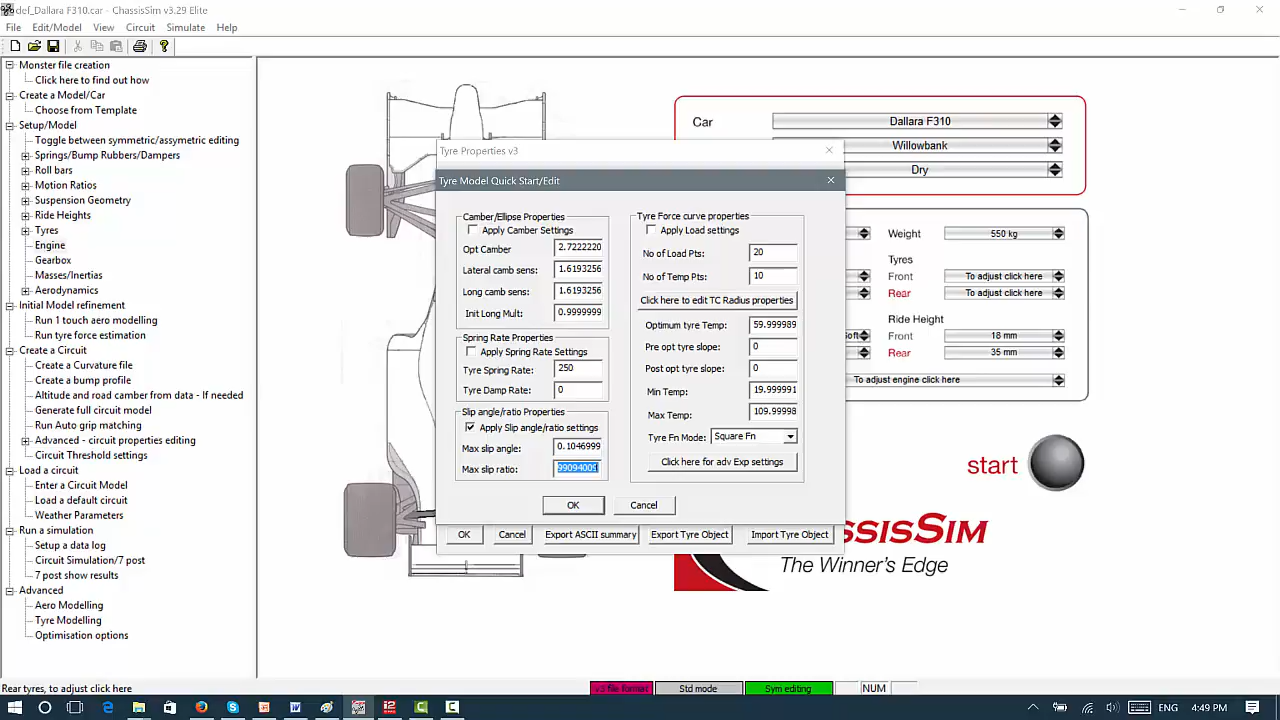 def_Dallara F310.car - ChassisSim v3.29 Elite
File Edit/Model View Circuit Simulate Help
Monster file creation
Click here to find out how
Create a Model/Car
Choose from Template
Setup/Model
Toggle between symmetric/assymetric editing
Springs/Bump Rubbers/Dampers
Roll bars
Motion Ratios
Suspension Geometry
Ride Heights
Tyres
Engine
Gearbox
Masses/Inertias
Aerodynamics
Initial Model refinement
Run 1 touch aero modelling
Run tyre force estimation
Create a Circuit
Create a Curvature file
Create a bump profile
Altitude and road camber from data - If needed
Generate full circuit model
Run Auto grip matching
Advanced - circuit properties editing
Circuit Threshold settings
Load a circuit
Enter a Circuit Model
Load a default circuit
Weather Parameters
Run a simulation
Setup a data log
Circuit Simulation/7 post
7 post show results
Advanced
Aero Modelling
Tyre Modelling
Optimisation options
Car Dallara F310
Willowbank
Dry
Tyre Properties v3
Tyre Model Quick Start/Edit
Camber/Ellipse Properties
Apply Camber Settings
Opt Camber 2.7222220
Lateral camb sens: 1.6193256
Long camb sens: 1.6193256
Init Long Mult: 0.9999999
Spring Rate Properties
Apply Spring Rate Settings
Tyre Spring Rate: 250
Tyre Damp Rate: 0
Slip angle/ratio Properties
Apply Slip angle/ratio settings
Max slip angle: 0.1046999
Max slip ratio: 99094009
Tyre Force curve properties
Apply Load settings
No of Load Pts: 20
No of Temp Pts: 10
Click here to edit TC Radius properties
Optimum tyre Temp: 59.999989
Pre opt tyre slope: 0
Post opt tyre slope: 0
Min Temp: 19.999991
Max Temp: 109.99998
Tyre Fn Mode: Square Fn
Click here for adv Exp settings
OK Cancel
OK Cancel Export ASCII summary Export Tyre Object Import Tyre Object
Weight 550 kg
Tyres
Front To adjust click here
Rear To adjust click here
Ride Height
Front 18 mm
Rear 35 mm
To adjust engine click here
start
assisSim
The Winner's Edge
Rear tyres, to adjust click here v3 file format Std mode Sym editing NUM
ENG 4:49 PM